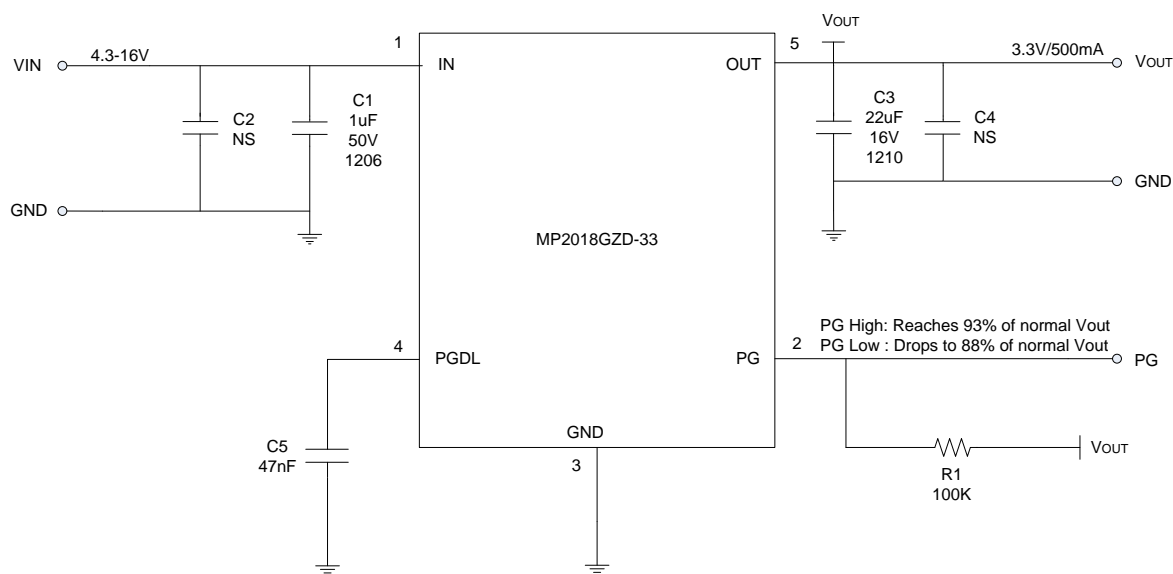 VIN
4.3-16V
1
IN
C2
NS
C1
1uF
50V
1206
GND
MP2018GZD-33
OUT
5
VOUT
3.3V/500mA
VOUT
C3
22uF
16V
1210
C4
NS
GND
4
PGDL
C5
47nF
GND
3
PG
2
PG High: Reaches 93% of normal Vout
PG Low : Drops to 88% of normal Vout
PG
R1
100K
VOUT